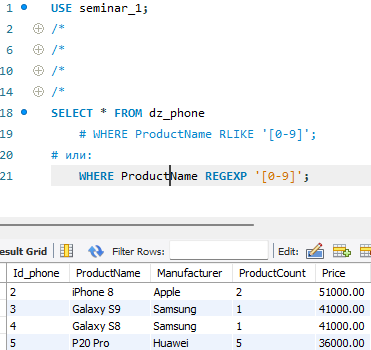 1 USE seminar_1;
2 /*
6 /*
10 /*
14 /*
18 SELECT * FROM dz_phone
19 # WHERE ProductName RLIKE '[0-9]';
20 # или:
21 WHERE ProductName REGEXP '[0-9]';
esult Grid Filter Rows: Edit:
Id_phone ProductName Manufacturer ProductCount Price
2 iPhone 8 Apple 2 51000.00
3 Galaxy S9 Samsung 1 41000.00
4 Galaxy S8 Samsung 1 41000.00
5 P20 Pro Huawei 5 36000.00